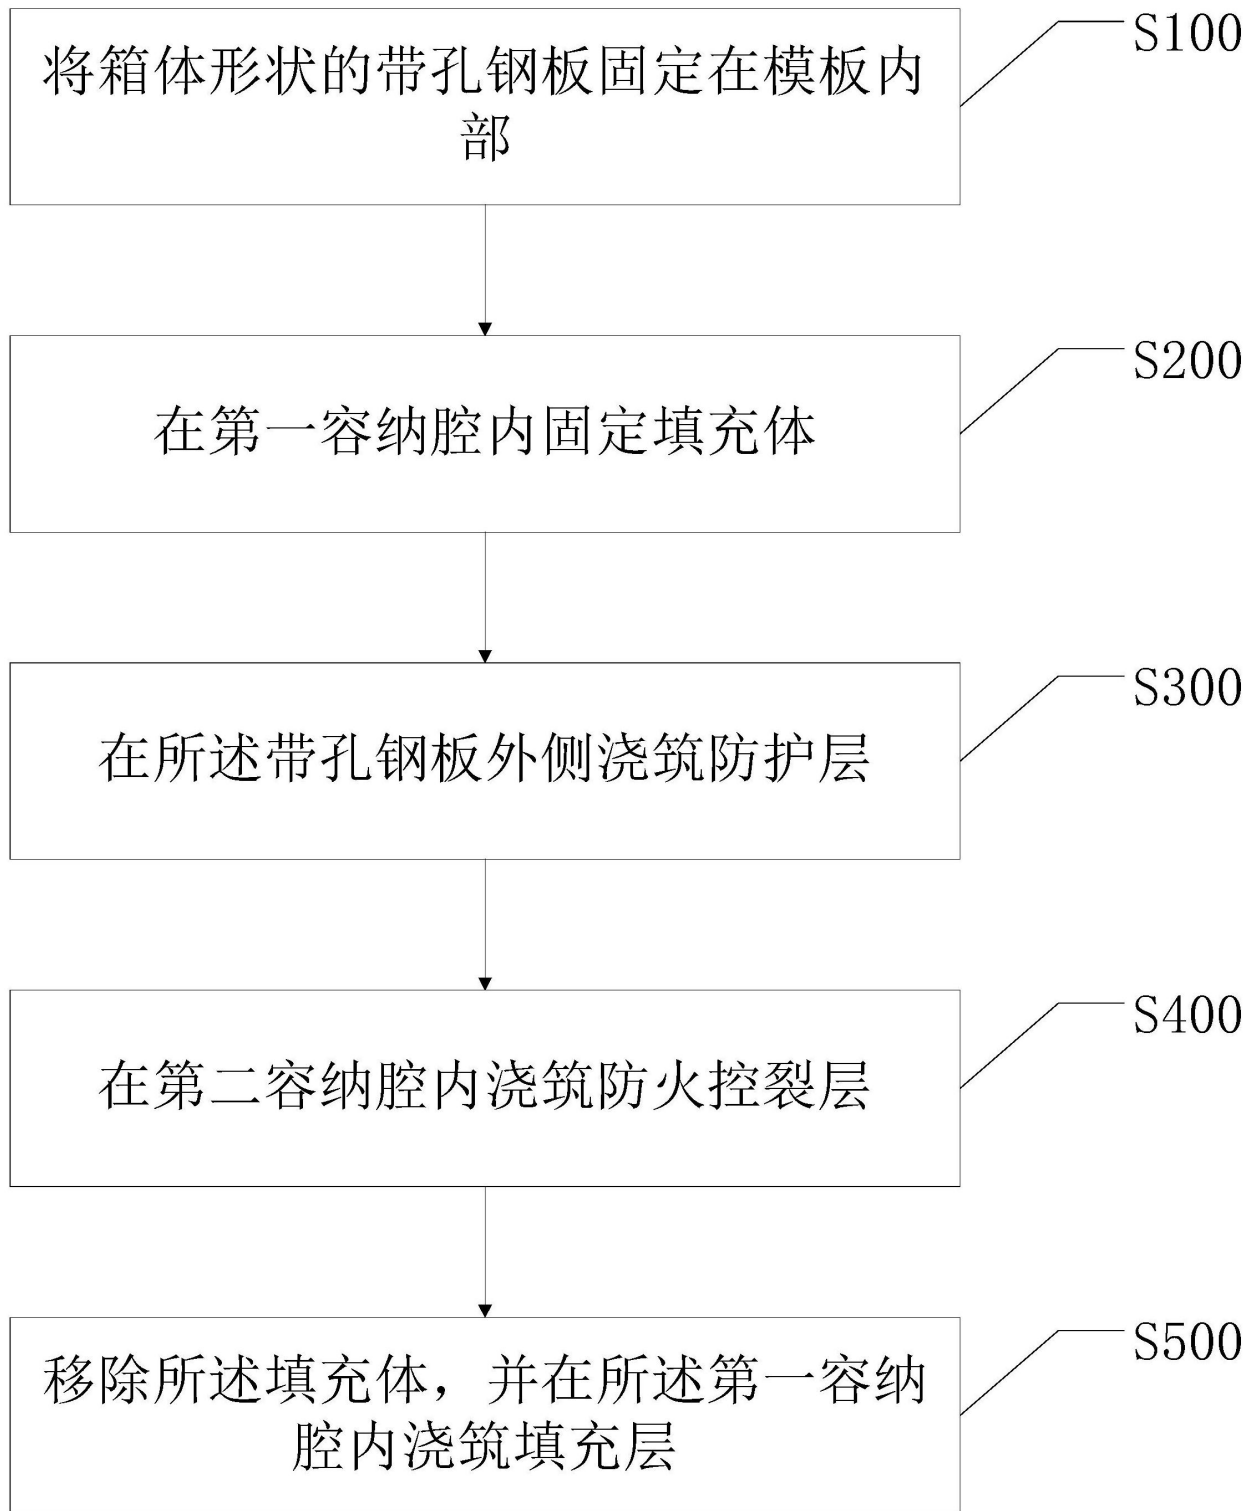 将箱体形状的带孔钢板固定在模板内
部
S100
在第一容纳腔内固定填充体
S200
在所述带孔钢板外侧浇筑防护层
S300
在第二容纳腔内浇筑防火控裂层
S400
移除所述填充体，并在所述第一容纳
腔内浇筑填充层
S500